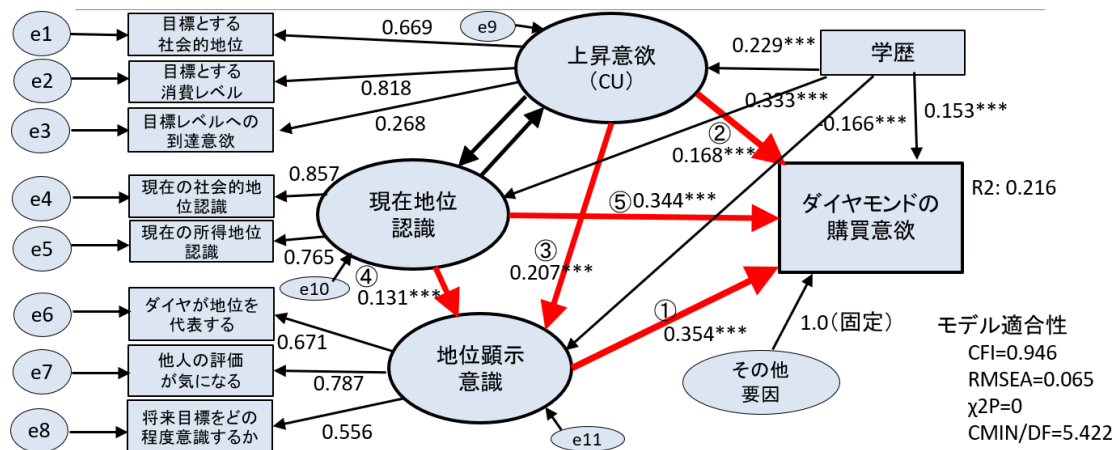 e1
目標とする
社会的地位
0.669
e9
上昇意欲
（CU）
0.229***
学歴
e2
目標とする
消費レベル
0.818
0.333***
0.153***
e3
目標レベルへの
到達意欲
0.268
②
0.168***
-0.166***
e4
現在の社会的地
位認識
0.857
現在地位
認識
⑤0.344***
ダイヤモンドの
購買意欲
R2: 0.216
e5
現在の所得地位
認識
0.765
e10
④
0.131***
③
0.207***
e6
ダイヤが地位を
代表する
0.671
地位顕示
意識
①
0.354***
1.0（固定）
その他
要因
e7
他人の評価
が気になる
0.787
e8
将来目標をどの
程度意識するか
0.556
e11
モデル適合性
CFI=0.946
RMSEA=0.065
χ2P=0
CMIN/DF=5.422